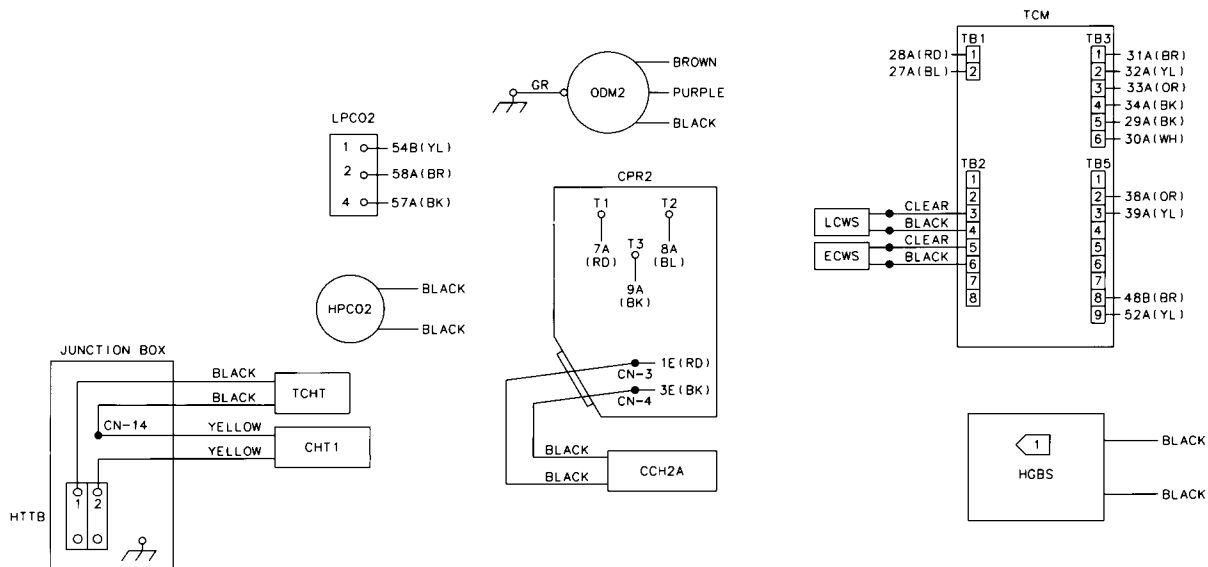 TCM
TB1
28A(RD) 1
27A(BL) 2
TB3
1 31A(BR)
2 32A(YL)
3 33A(OR)
4 34A(BK)
5 29A(BK)
6 30A(WH)
TB2
1
2
LCWS CLEAR 3
BLACK 4
ECWS CLEAR 5
BLACK 6
7
8
TB5
1
2 38A(OR)
3 39A(YL)
4
5
6
7
8 48B(BR)
9 52A(YL)
GR ODM2
BROWN
PURPLE
BLACK
LPCO2
1 54B(YL)
2 58A(BR)
4 57A(BK)
CPR2
T1 T2
7A T3 8A
(RD) (BL)
9A
(BK)
1E(RD)
CN-3
3E(BK)
CN-4
BLACK
BLACK
CCH2A
HPCO2
BLACK
BLACK
JUNCTION BOX
BLACK
BLACK
TCHT
CN-14
YELLOW
YELLOW
CHT1
HTTB
1 2
1
HGBS
BLACK
BLACK